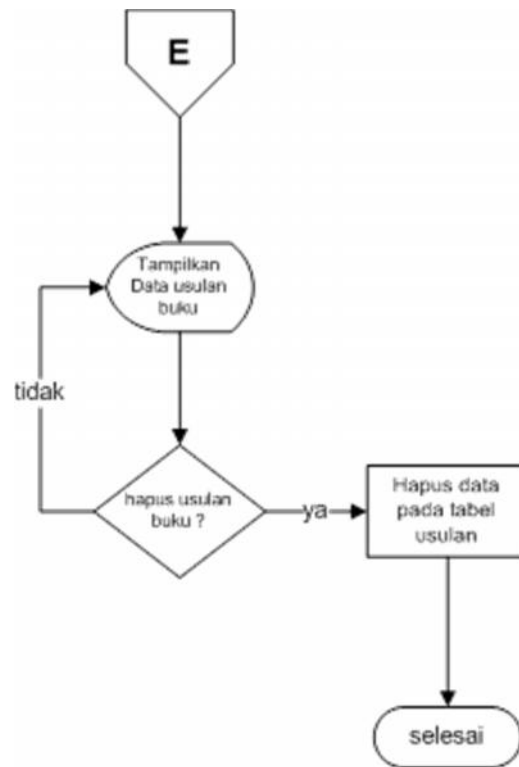 E
Tampilkan
Data usulan
buku
tidak
hapus usulan
buku ?
ya
Hapus data
pada tabel
usulan
selesai